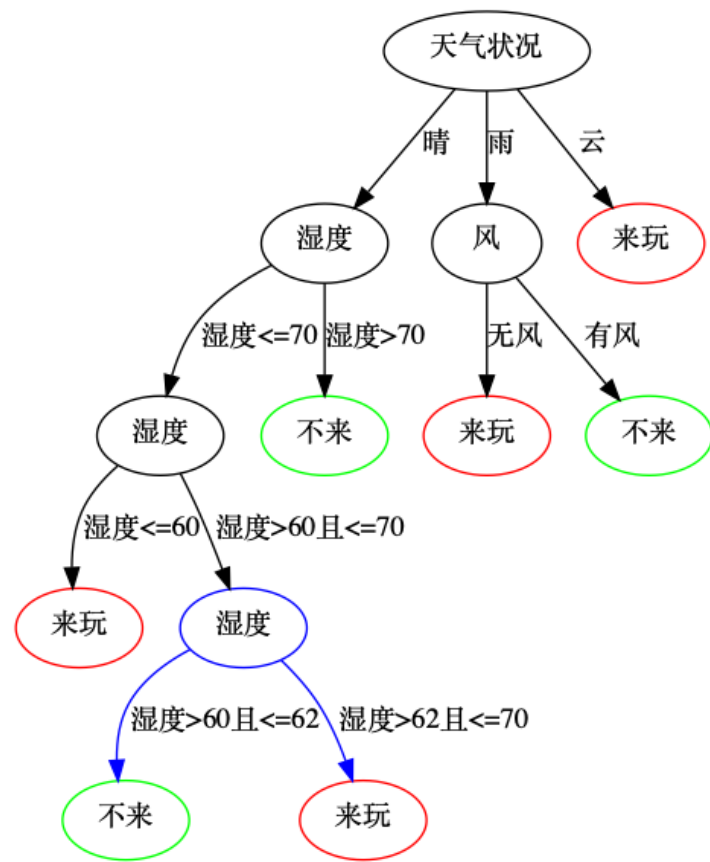 天气状况
晴
雨
云
湿度
风
来玩
湿度<=70
湿度>70
无风
有风
湿度
不来
来玩
不来
湿度<=60
湿度>60且<=70
来玩
湿度
湿度>60且<=62
湿度>62且<=70
不来
来玩